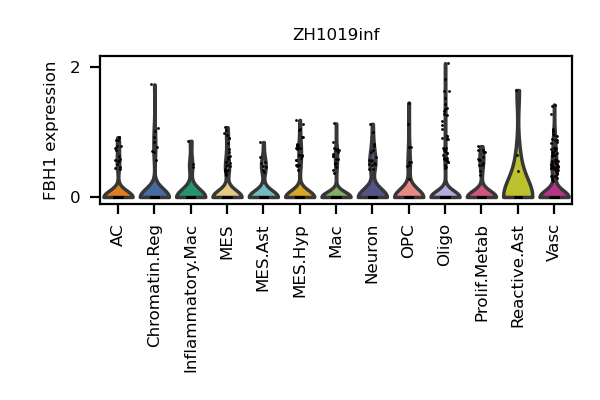 ZH1019inf
FBH1 expression
2
0
AC
Chromatin.Reg
Inflammatory.Mac
MES
MES.Ast
MES.Hyp
Mac
Neuron
OPC
Oligo
Prolif.Metab
Reactive.Ast
Vasc